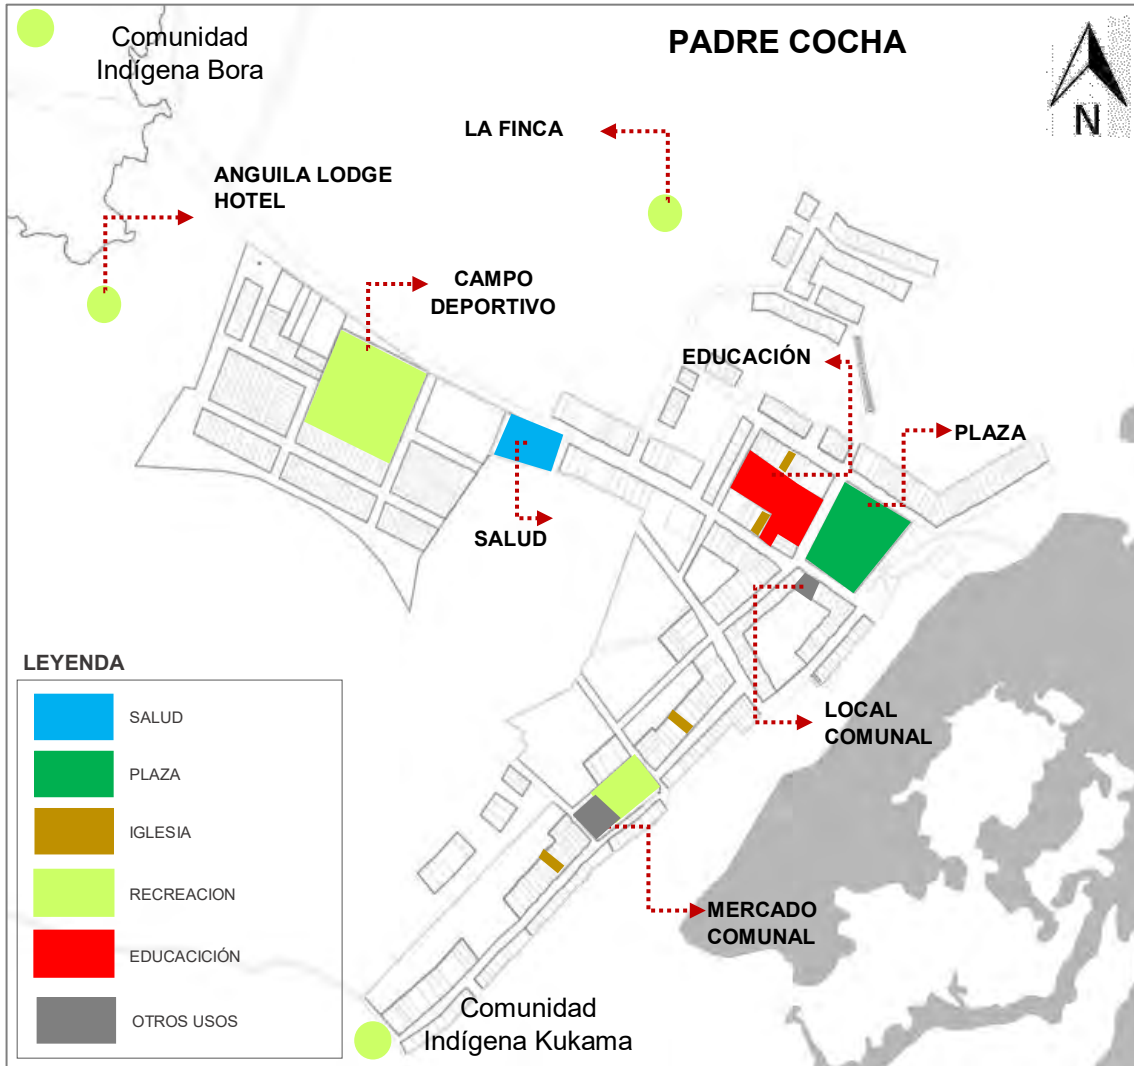 PADRE COCHA
Comunidad
Indígena Bora
N
LA FINCA
ANGUILA LODGE
HOTEL
CAMPO
DEPORTIVO
EDUCACIÓN
PLAZA
SALUD
LOCAL
COMUNAL
MERCADO
COMUNAL
Comunidad
Indígena Kukama
LEYENDA
SALUD
PLAZA
IGLESIA
RECREACION
EDUCACICIÓN
OTROS USOS